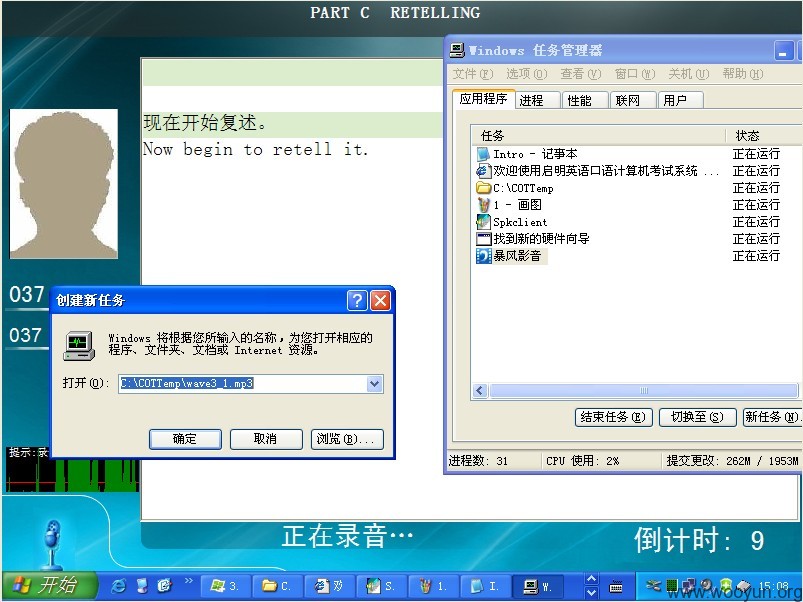 PART C RETELLING
现在开始复述。
Now begin to retell it.
037
037
提示:录
正在录音…
倒计时: 9
Windows 任务管理器
文件(F) 选项(O) 查看(V) 窗口(W) 关机(U) 帮助(H)
应用程序 进程 性能 联网 用户
任务 状态
Intro - 记事本 正在运行
欢迎使用启明英语口语计算机考试系统 ... 正在运行
C:\COTTemp 正在运行
1 - 画图 正在运行
Spkclient 正在运行
找到新的硬件向导 正在运行
暴风影音 正在运行
结束任务(E) 切换至(S) 新任务(N)
进程数: 31 CPU 使用: 2% 提交更改: 262M / 1953M
创建新任务
Windows 将根据您所输入的名称，为您打开相应的
程序、文件夹、文档或 Internet 资源。
打开(O): C:\COTTemp\wave3_1.mp3
确定 取消 浏览(B)...
开始 3. C. 欢 S. 1. I. W. 15:08
www.wooyun.org